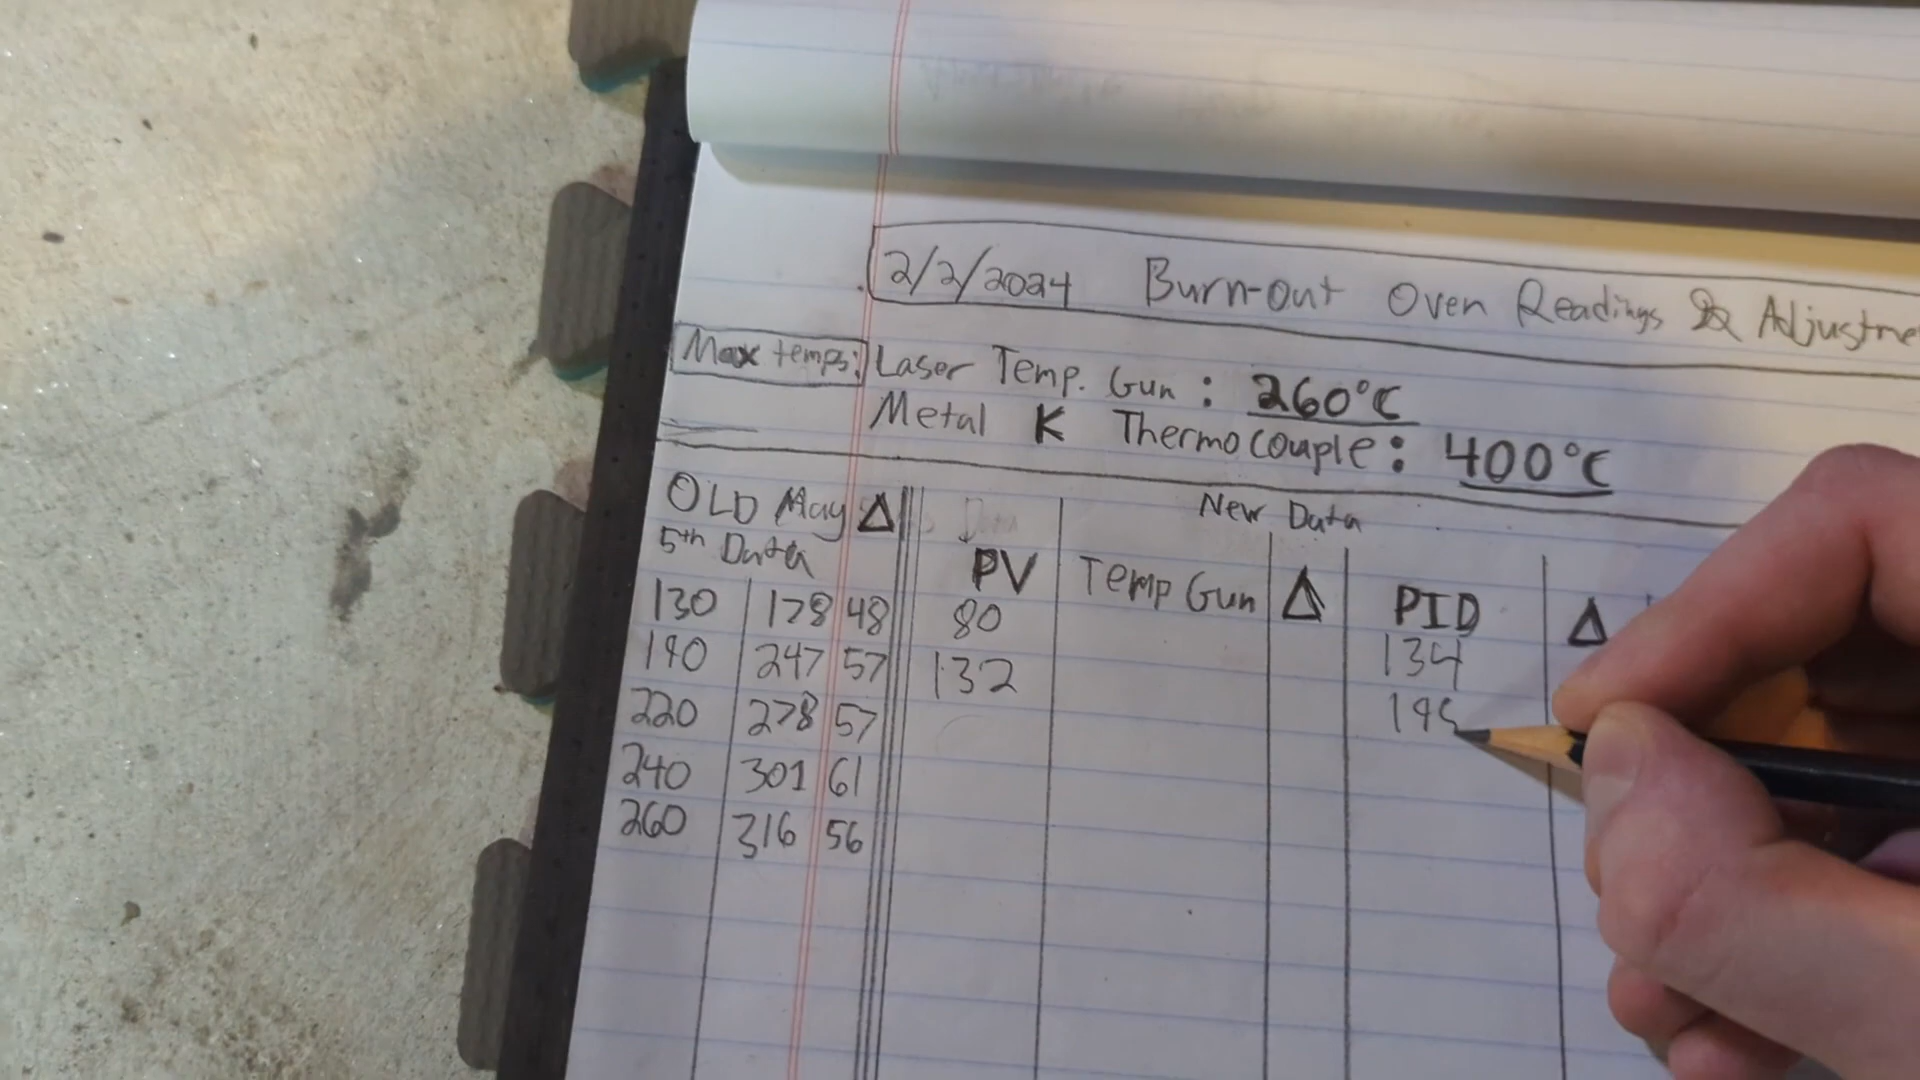 2/2/2024 Burn-Out Oven Readings & Adjustme
Max temps: Laser Temp. Gun: 260°C
Metal K Thermocouple: 400°C
OLD May Δ New Data
5th Data PV Temp Gun Δ PID Δ
130 178 48 80 134
190 247 57 132
220 278 57
240 301 61
260 316 56